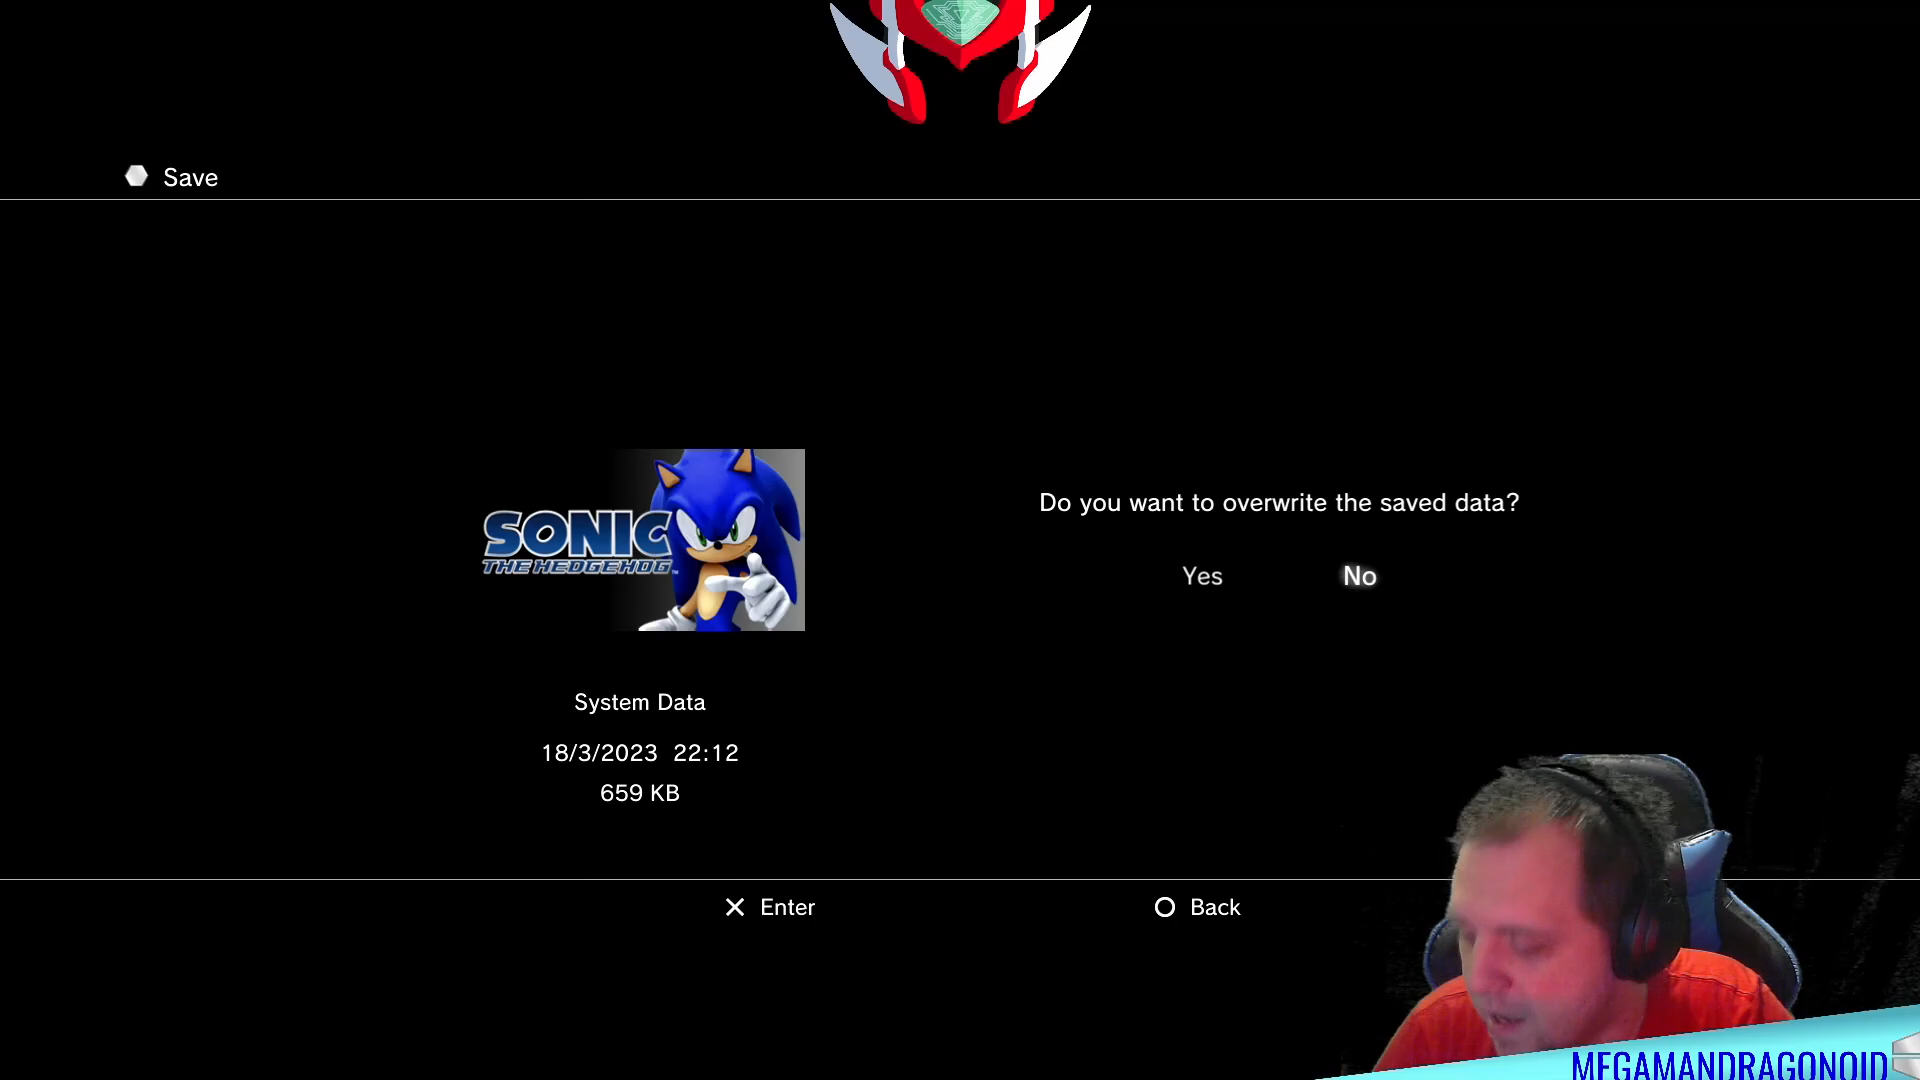 Save
SONIC
THE HEDGEHOG™
Do you want to overwrite the saved data?
Yes No
System Data
18/3/2023 22:12
659 KB
Enter Back
MEGAMANDRAGONOID